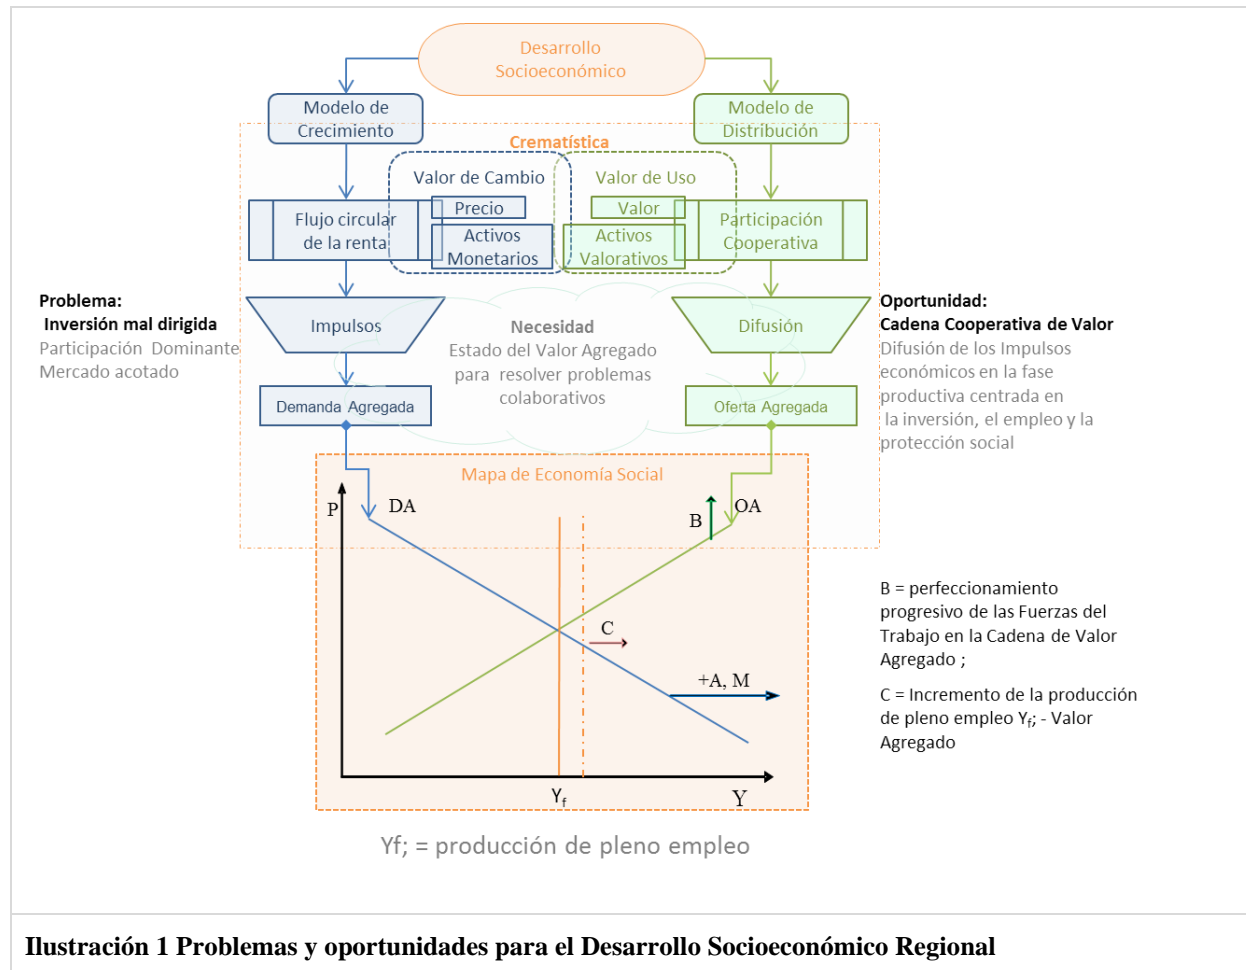 Desarrollo
Socioeconómico
Modelo de
Crecimiento
Modelo de
Distribución
Crematística
Valor de Cambio
Precio
Activos
Monetarios
Valor de Uso
Valor
Activos
Valorativos
Flujo circular
de la renta
Participación
Cooperativa
Problema:
Inversión mal dirigida
Participación Dominante
Mercado acotado
Impulsos
Necesidad
Estado del Valor Agregado
para resolver problemas
colaborativos
Difusión
Oportunidad:
Cadena Cooperativa de Valor
Difusión de los Impulsos
económicos en la fase
productiva centrada en
la inversión, el empleo y la
protección social
Demanda Agregada
Oferta Agregada
Mapa de Economía Social
P
DA
B
OA
C
+A, M
Yf
Y
B = perfeccionamiento
progresivo de las Fuerzas del
Trabajo en la Cadena de Valor
Agregado ;
C = Incremento de la producción
de pleno empleo Yf; - Valor
Agregado
Yf; = producción de pleno empleo
Ilustración 1 Problemas y oportunidades para el Desarrollo Socioeconómico Regional